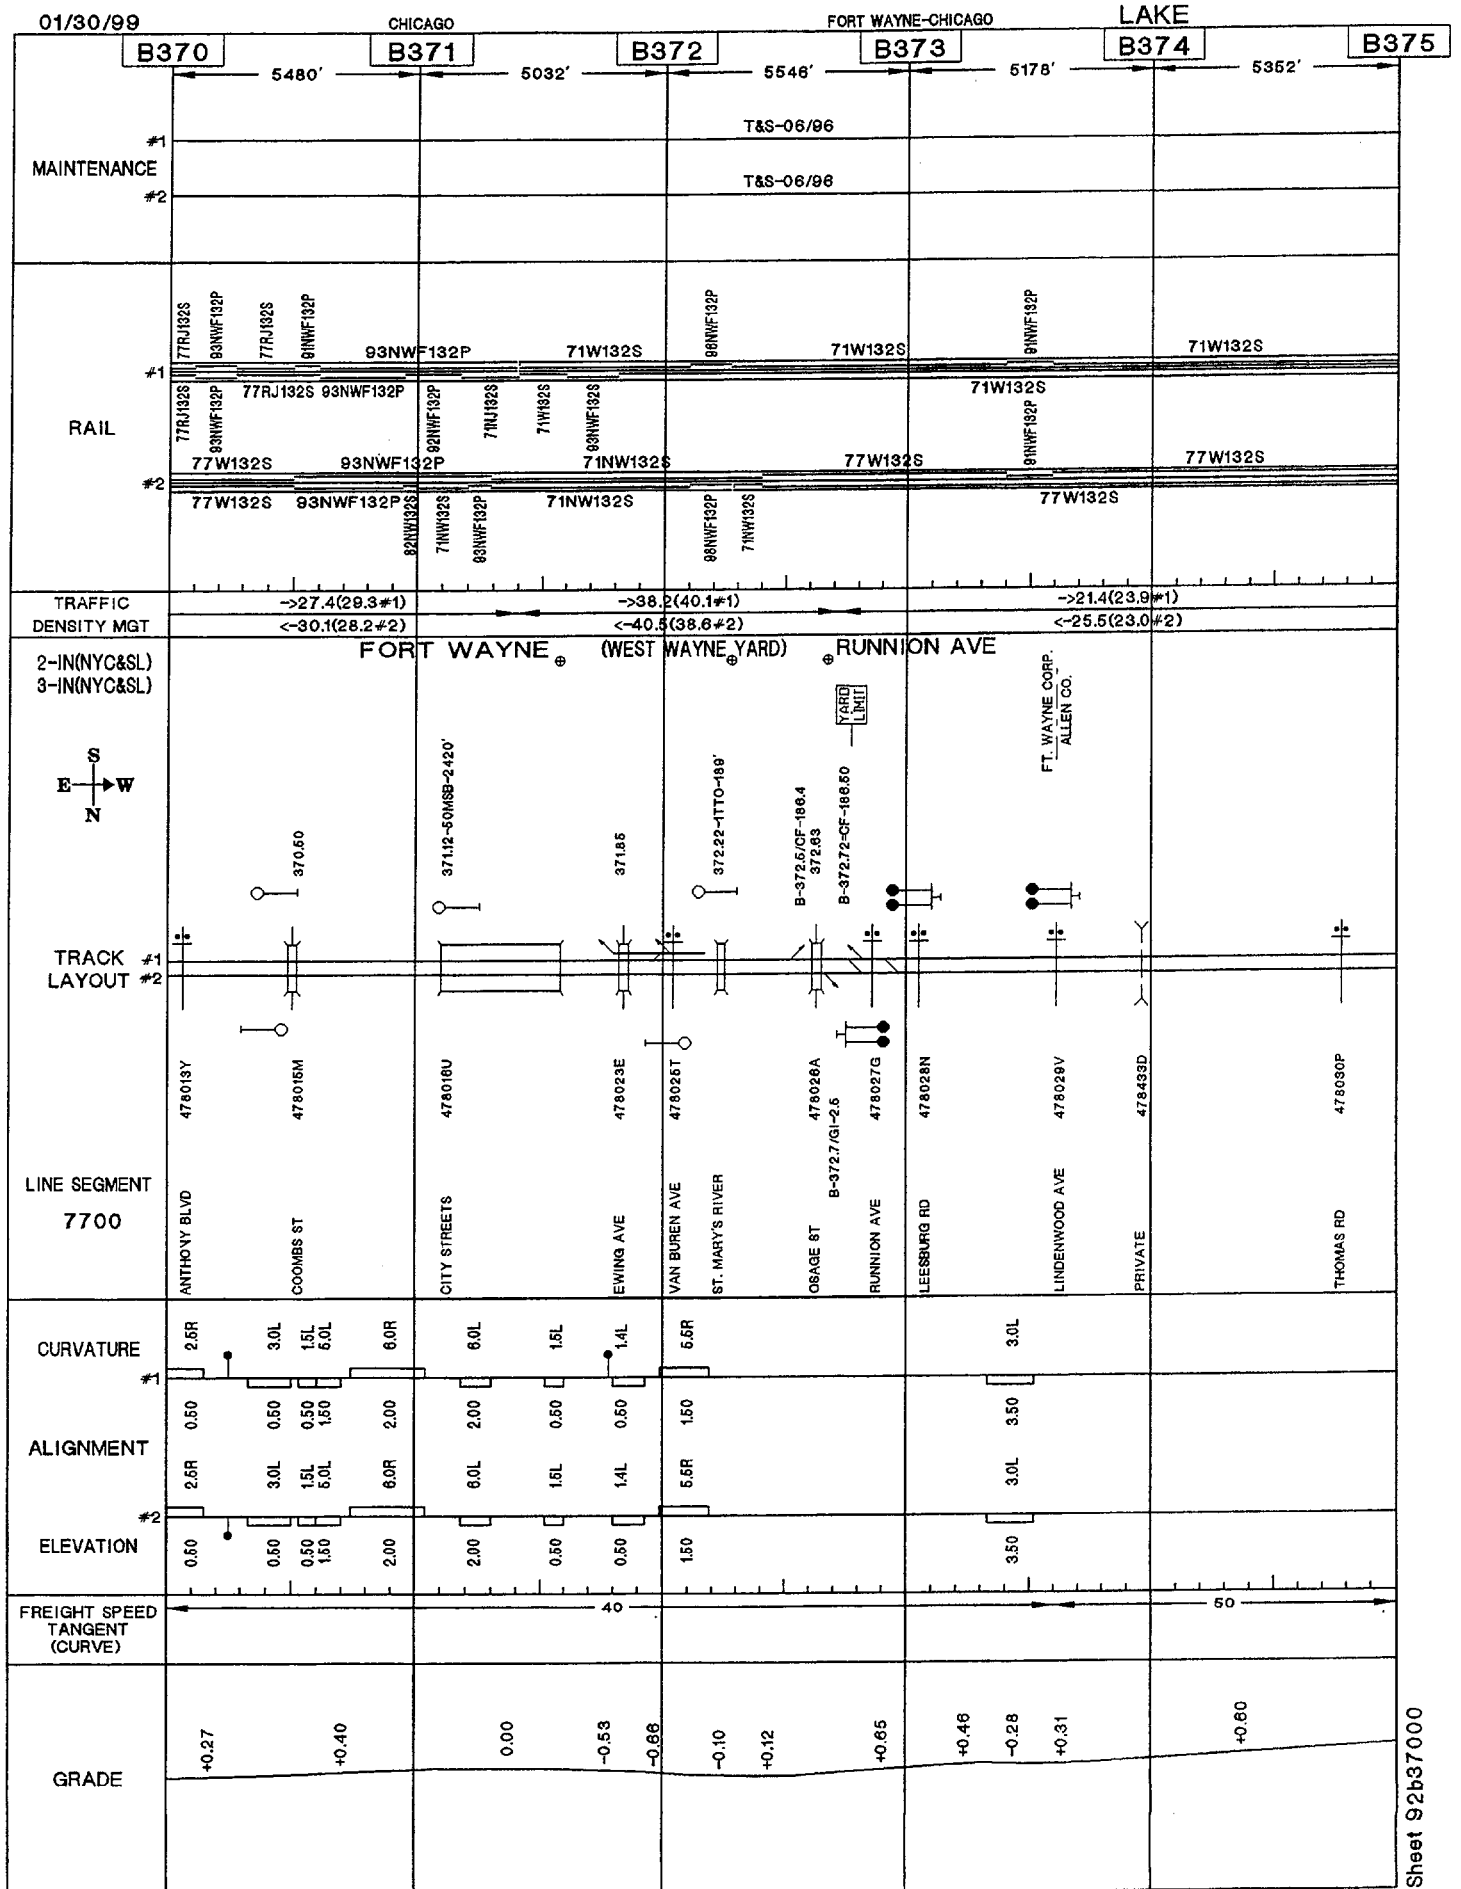 01/30/99
CHICAGO
FORT WAYNE-CHICAGO
LAKE
B370
B371
B372
B373
B374
B375
5480'
5032'
5546'
5178'
5352'
MAINTENANCE
#1
T&S-06/96
#2
T&S-06/96
RAIL
77RJ132S
93NWF132P
77RJ132S
91NWF132P
93NWF132P
71W132S
96NWF132P
71W132S
91NWF132P
71W132S
#1
77RJ132S
93NWF132P
77RJ132S
93NWF132P
92NWF132P
71NJ132S
71W132S
93NWF132S
71W132S
77W132S
93NWF132P
71NW132S
77W132S
91NWF132P
77W132S
#2
77W132S
93NWF132P
82NW132S
71NW132S
93NWF132P
71NW132S
98NWF132P
71NW132S
77W132S
TRAFFIC
DENSITY MGT
->27.4(29.3#1)
->38.2(40.1#1)
->21.4(23.9#1)
<-30.1(28.2#2)
<-40.5(38.6#2)
<-25.5(23.0#2)
2-IN(NYC&SL)
3-IN(NYC&SL)
FORT WAYNE
(WEST WAYNE YARD)
RUNNION AVE
YARD
LIMIT
FT. WAYNE CORP.
ALLEN CO.
S
E
W
N
370.50
371.12-50MSB-2420'
371.85
372.22-1TTO-189'
B-372.6/CF-186.4
372.63
B-372.72=CF-186.50
TRACK #1
LAYOUT #2
478013Y
478015M
478016U
478023E
478025T
478026A
B-372.7/GI-2.5
478027G
478028N
478029V
478433D
478030P
LINE SEGMENT
7700
ANTHONY BLVD
COOMBS ST
CITY STREETS
EWING AVE
VAN BUREN AVE
ST. MARY'S RIVER
OSAGE ST
RUNNION AVE
LEESBURG RD
LINDENWOOD AVE
PRIVATE
THOMAS RD
CURVATURE
2.5R
3.0L
1.5L
5.0L
6.0R
6.0L
1.5L
1.4L
5.5R
3.0L
#1
0.50
0.50
0.50
1.50
2.00
2.00
0.50
0.50
1.50
3.50
ALIGNMENT
2.5R
3.0L
1.5L
5.0L
6.0R
6.0L
1.5L
1.4L
5.5R
3.0L
#2
ELEVATION
0.50
0.50
0.50
1.50
2.00
2.00
0.50
0.50
1.50
3.50
FREIGHT SPEED
TANGENT
(CURVE)
40
50
GRADE
+0.27
+0.40
0.00
-0.53
-0.66
-0.10
+0.12
+0.65
+0.46
-0.28
+0.31
+0.60
Sheet 92b37000